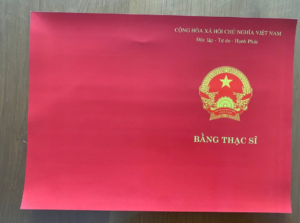 CỘNG HÒA XÃ HỘI CHỦ NGHĨA VIỆT NAM
Độc lập - Tự do - Hạnh Phúc
BẰNG THẠC SĨ